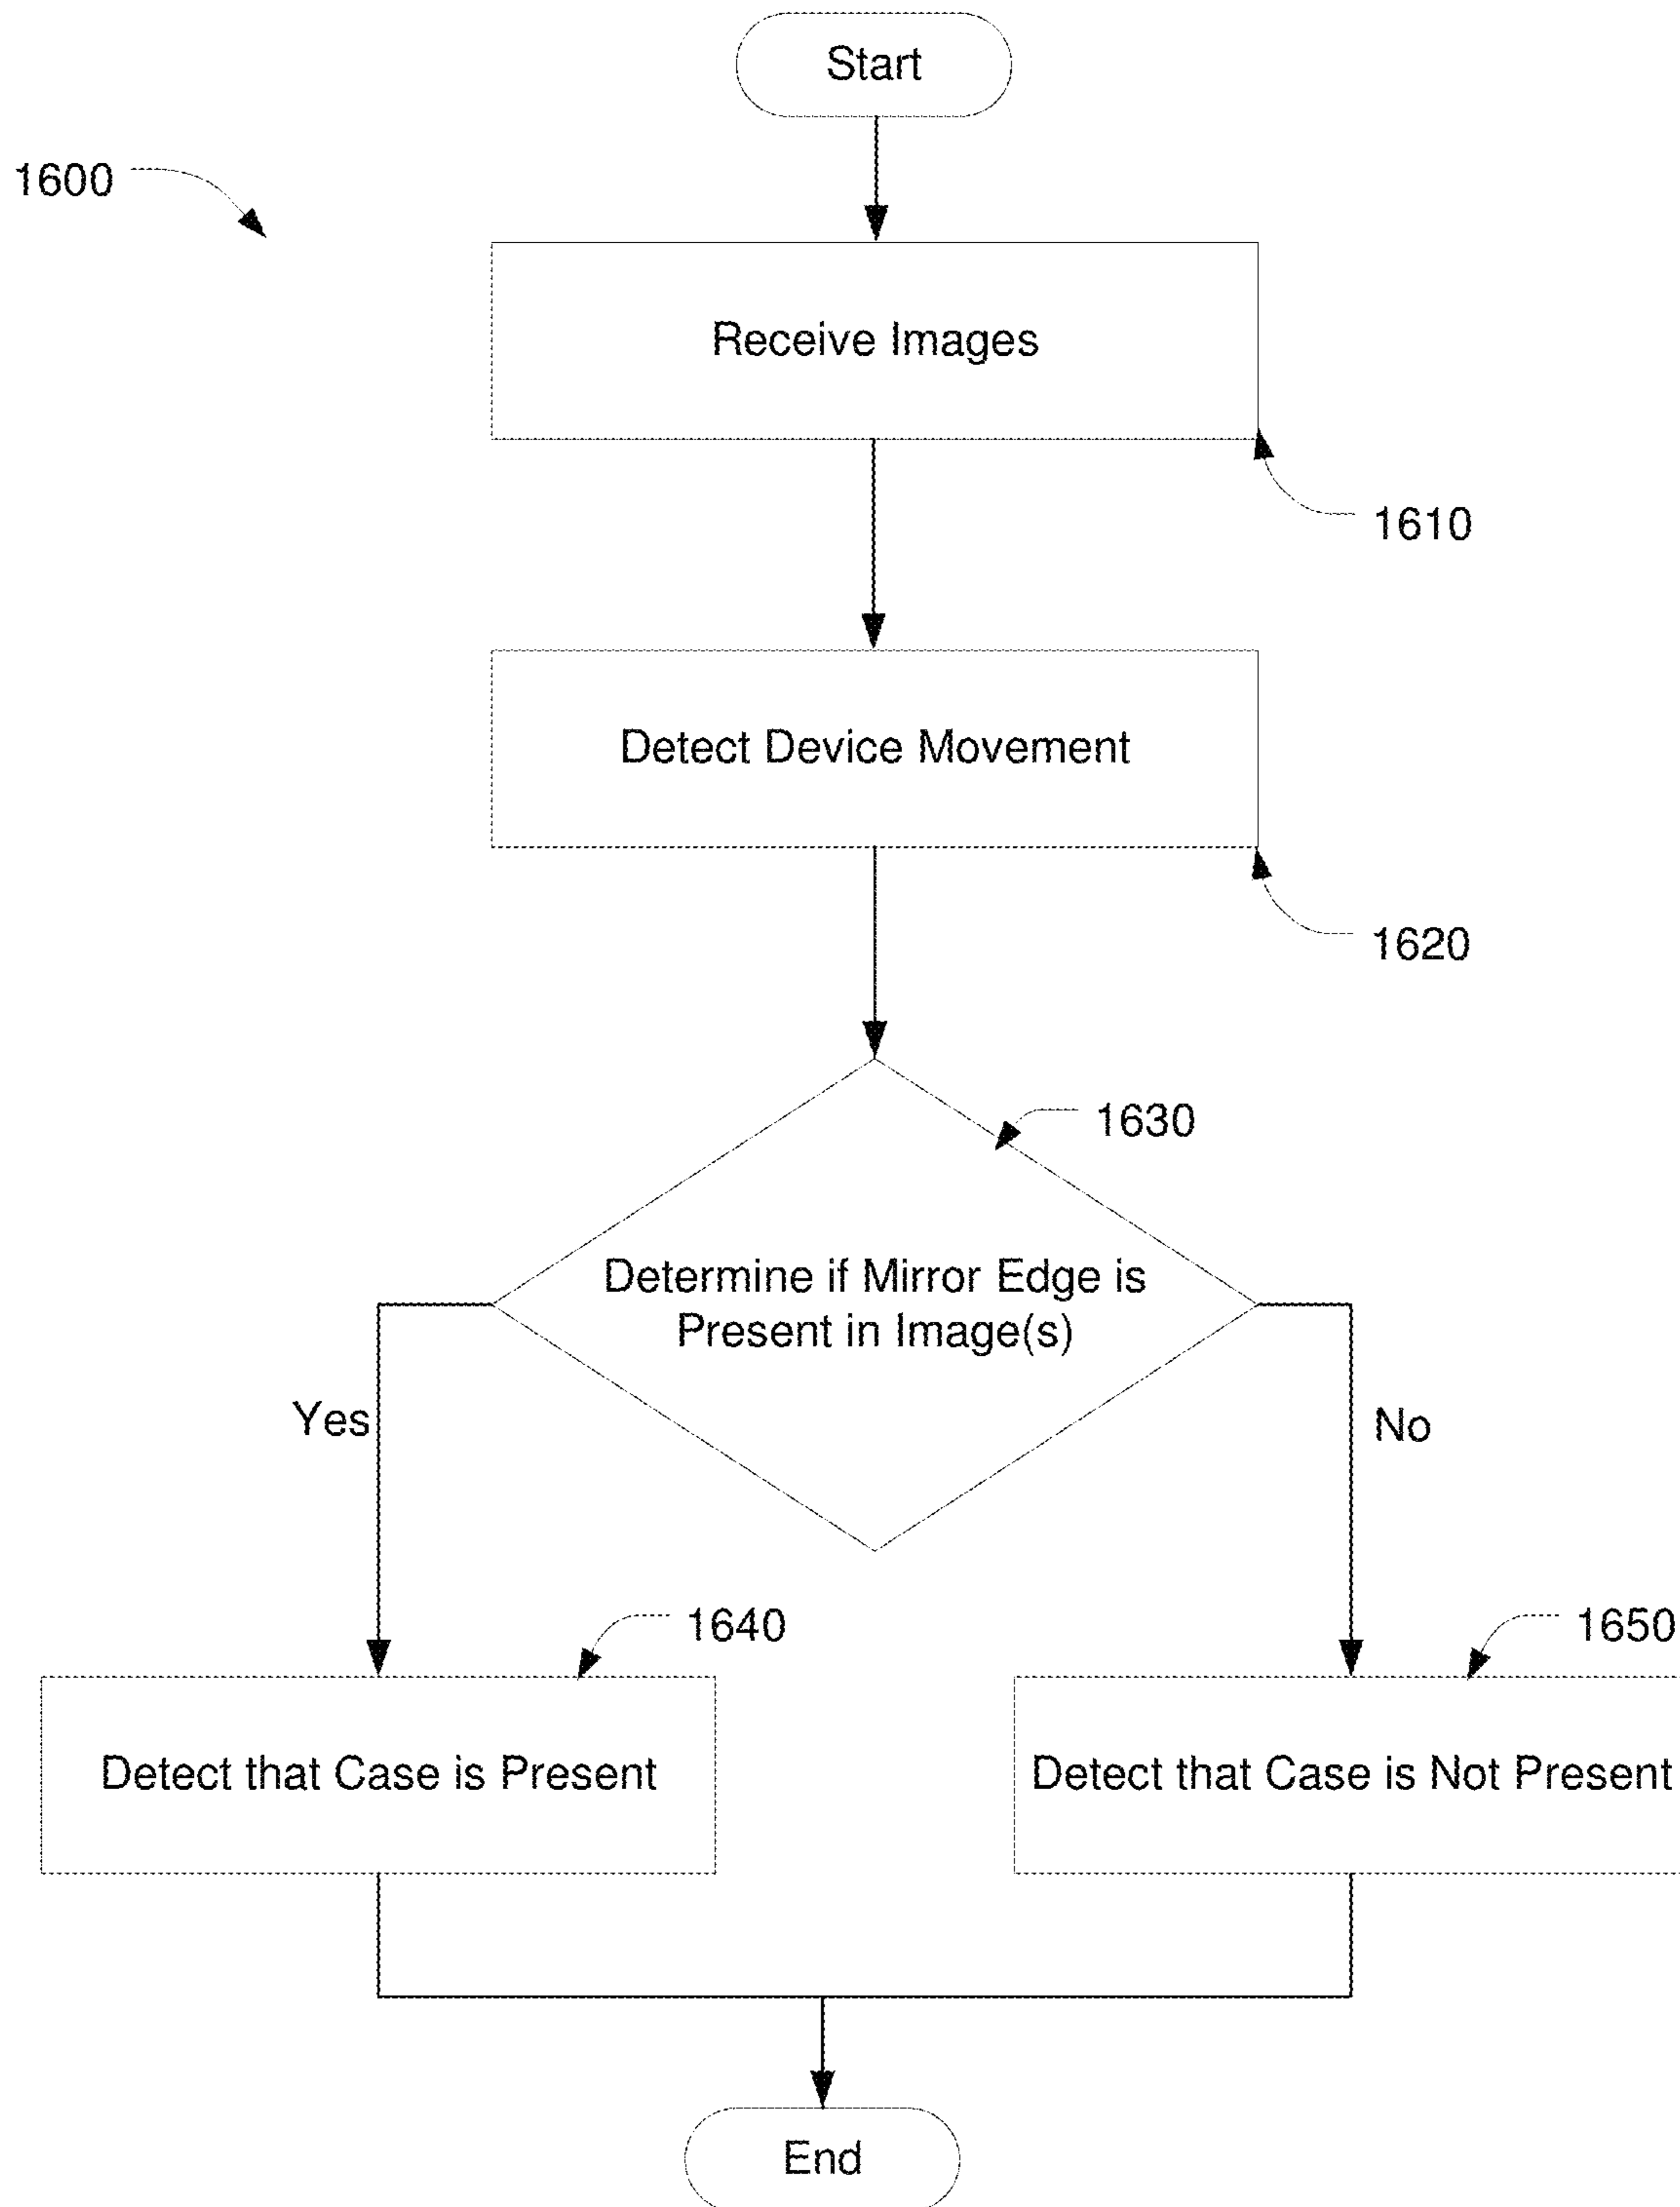 Start
1600
Receive Images
1610
Detect Device Movement
1620
1630
Determine if Mirror Edge is
Present in Image(s)
Yes
No
1640
1650
Detect that Case is Present
Detect that Case is Not Present
End